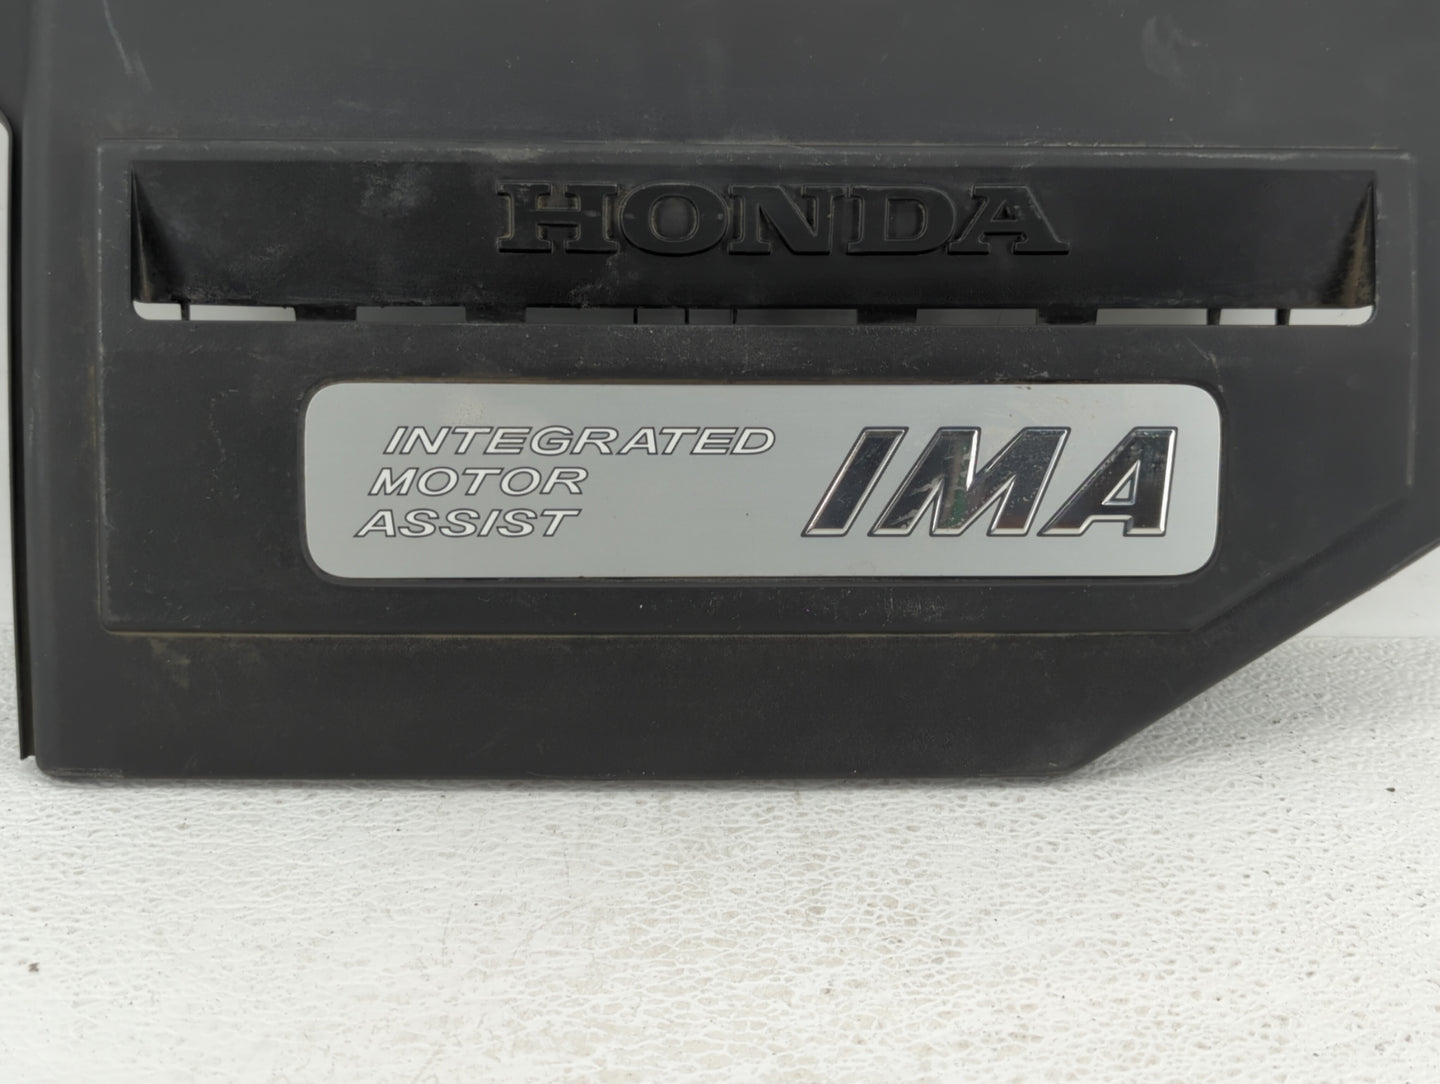 HONDA
INTEGRATED
MOTOR
ASSIST
IMA